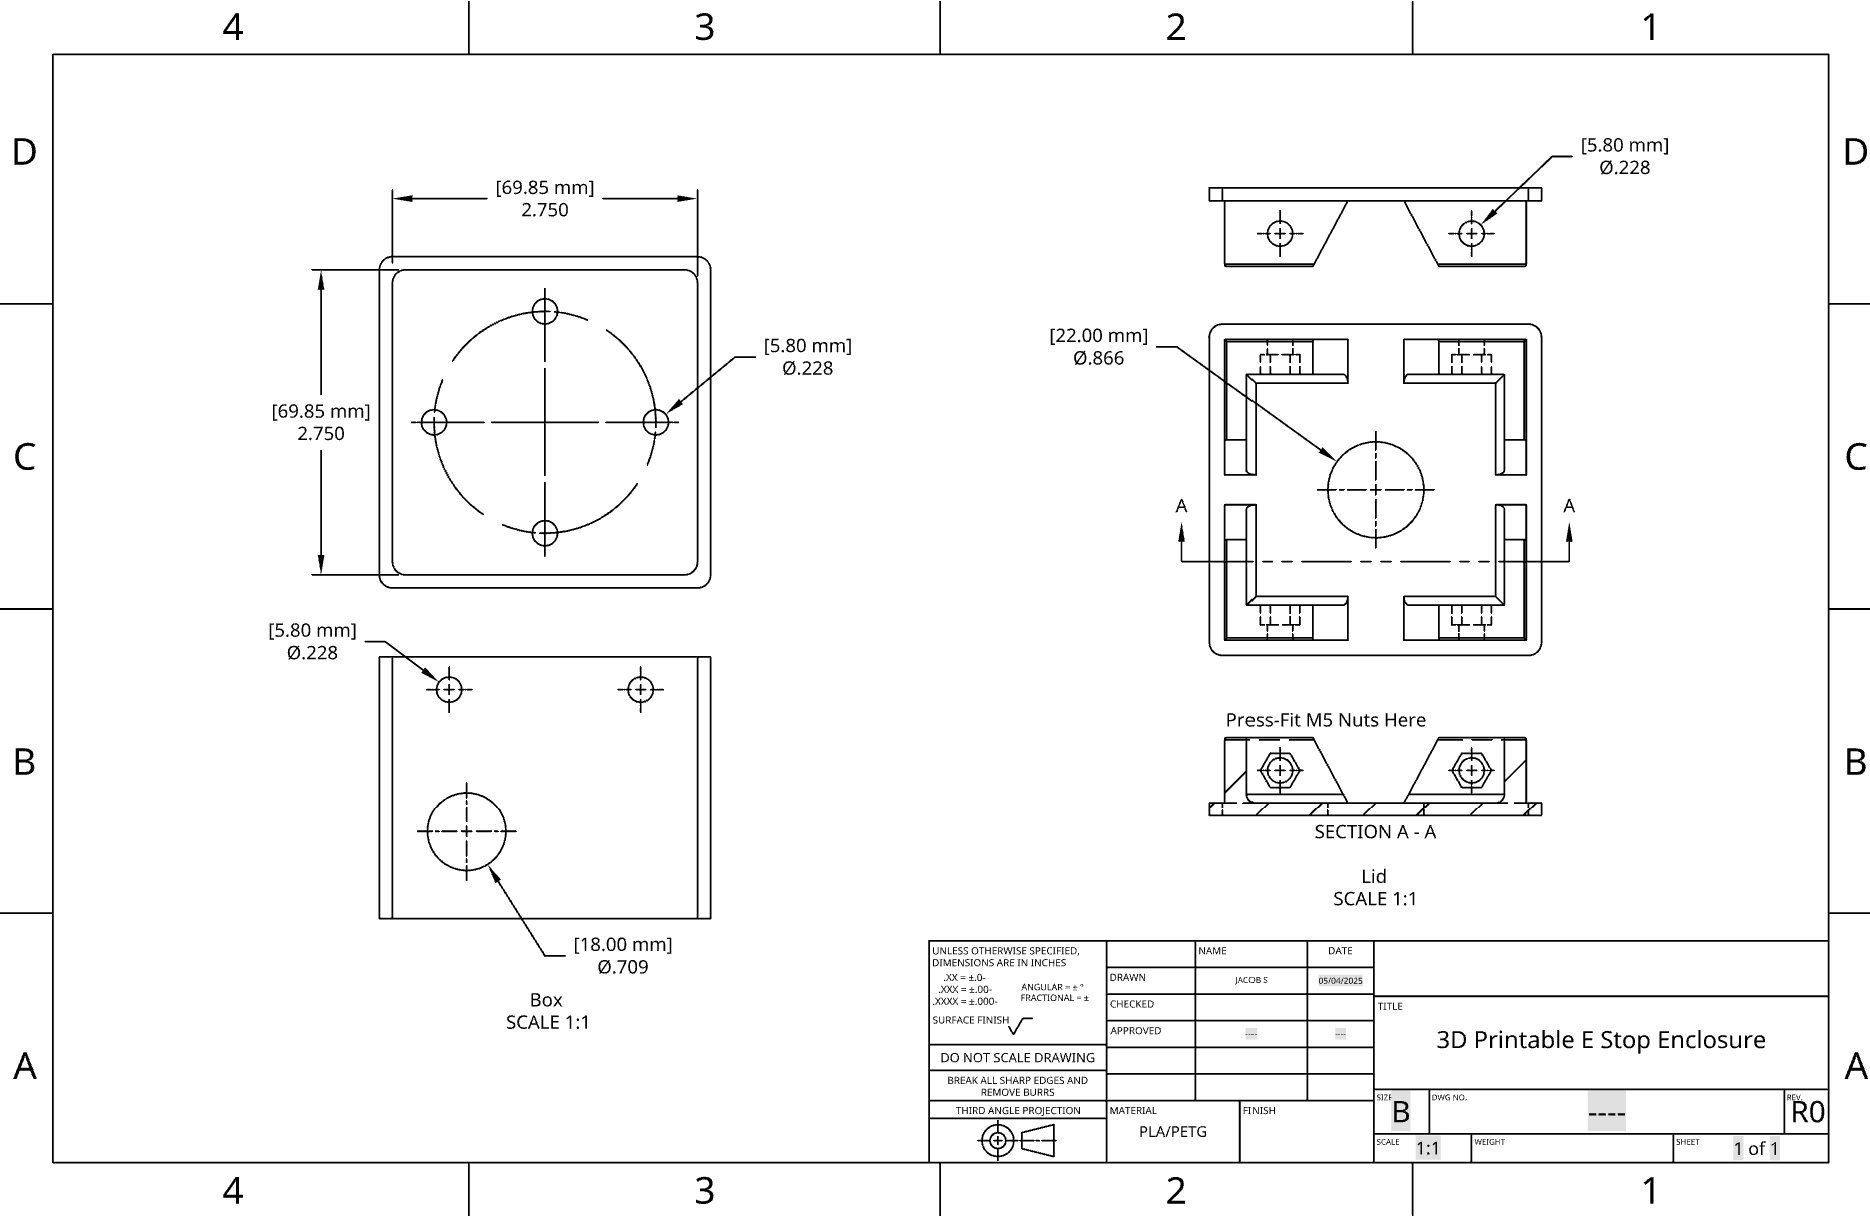 4 3 2 1
D D
[5.80 mm]
Ø.228
[69.85 mm]
2.750
[22.00 mm]
Ø.866
[5.80 mm]
Ø.228
[69.85 mm]
2.750
C C
A A
[5.80 mm]
Ø.228
Press-Fit M5 Nuts Here
B B
SECTION A - A
Lid
SCALE 1:1
[18.00 mm]
Ø.709
Box
SCALE 1:1
UNLESS OTHERWISE SPECIFIED,
DIMENSIONS ARE IN INCHES
.XX = ±.0-
.XXX = ±.00-
.XXXX = ±.000-
ANGULAR = ± °
FRACTIONAL = ±
SURFACE FINISH
DO NOT SCALE DRAWING
BREAK ALL SHARP EDGES AND
REMOVE BURRS
THIRD ANGLE PROJECTION
NAME DATE
DRAWN JACOB S 05/04/2025
CHECKED
APPROVED ---- ----
MATERIAL
PLA/PETG
FINISH
TITLE
3D Printable E Stop Enclosure
SIZE
B
DWG NO.
----
REV.
R0
SCALE
1:1
WEIGHT
SHEET
1 of 1
A A
4 3 2 1